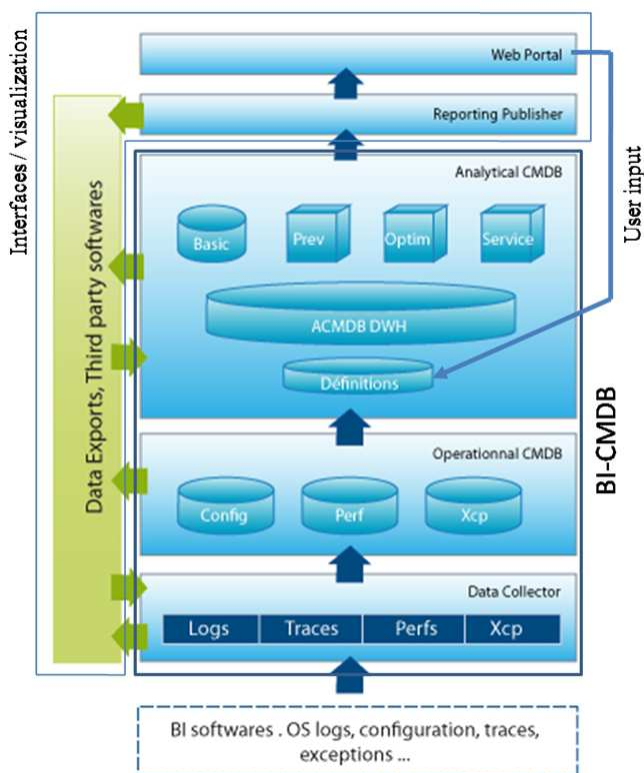 Interfaces / visualization
Web Portal
Reporting Publisher
User input
Data Exports, Third party softwares
Analytical CMDB
Basic
Prev
Optim
Service
ACMDB DWH
Définitions
BI-CMDB
Operationnal CMDB
Config
Perf
Xcp
Data Collector
Logs
Traces
Perfs
Xcp
BI softwares . OS logs, configuration, traces,
exceptions ...